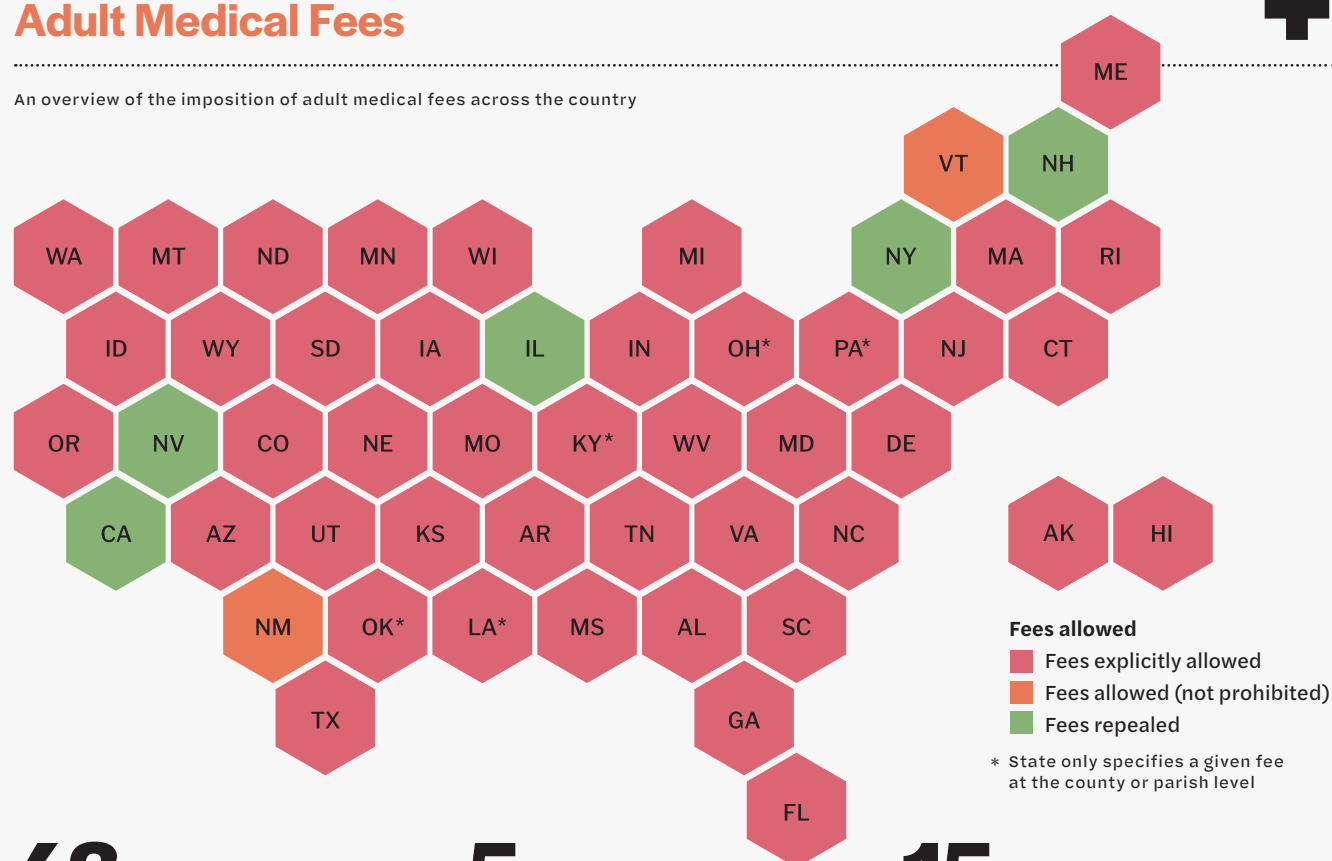 Adult Medical Fees
An overview of the imposition of adult medical fees across the country
ME
VT NH
WA MT ND MN WI MI NY MA RI
ID WY SD IA IL IN OH* PA* NJ CT
OR NV CO NE MO KY* WV MD DE
CA AZ UT KS AR TN VA NC AK HI
NM OK* LA* MS AL SC
TX GA
FL
Fees allowed
Fees explicitly allowed
Fees allowed (not prohibited)
Fees repealed
* State only specifies a given fee
at the county or parish level